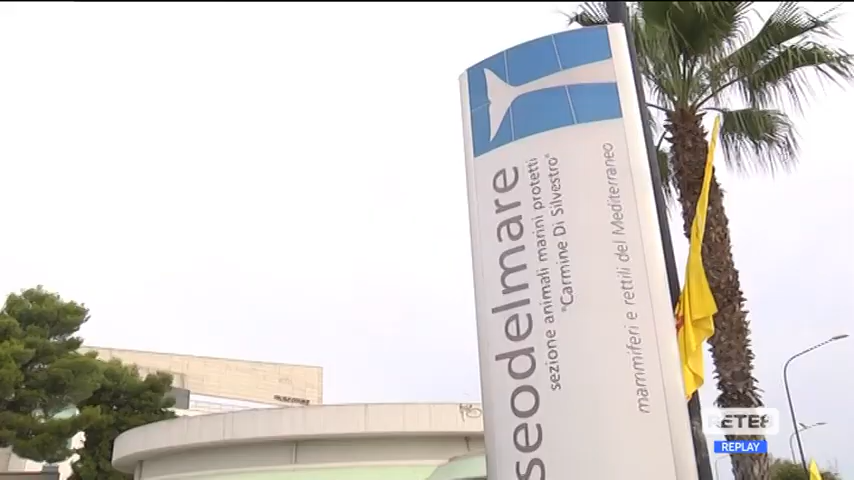 seodelmare
sezione animali marini protetti
"Carmine Di Silvestro"
mammiferi e rettili del Mediterraneo
RETE8
REPLAY